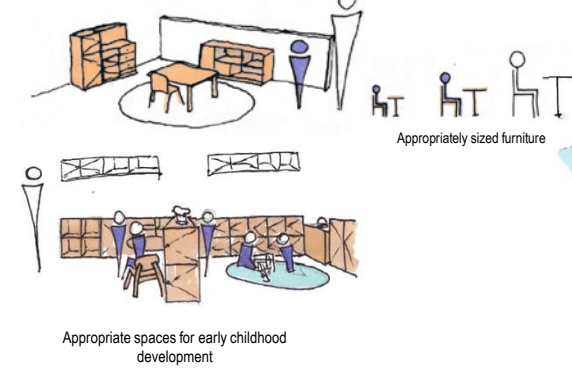 Appropriately sized furniture
Appropriate spaces for early childhood
development